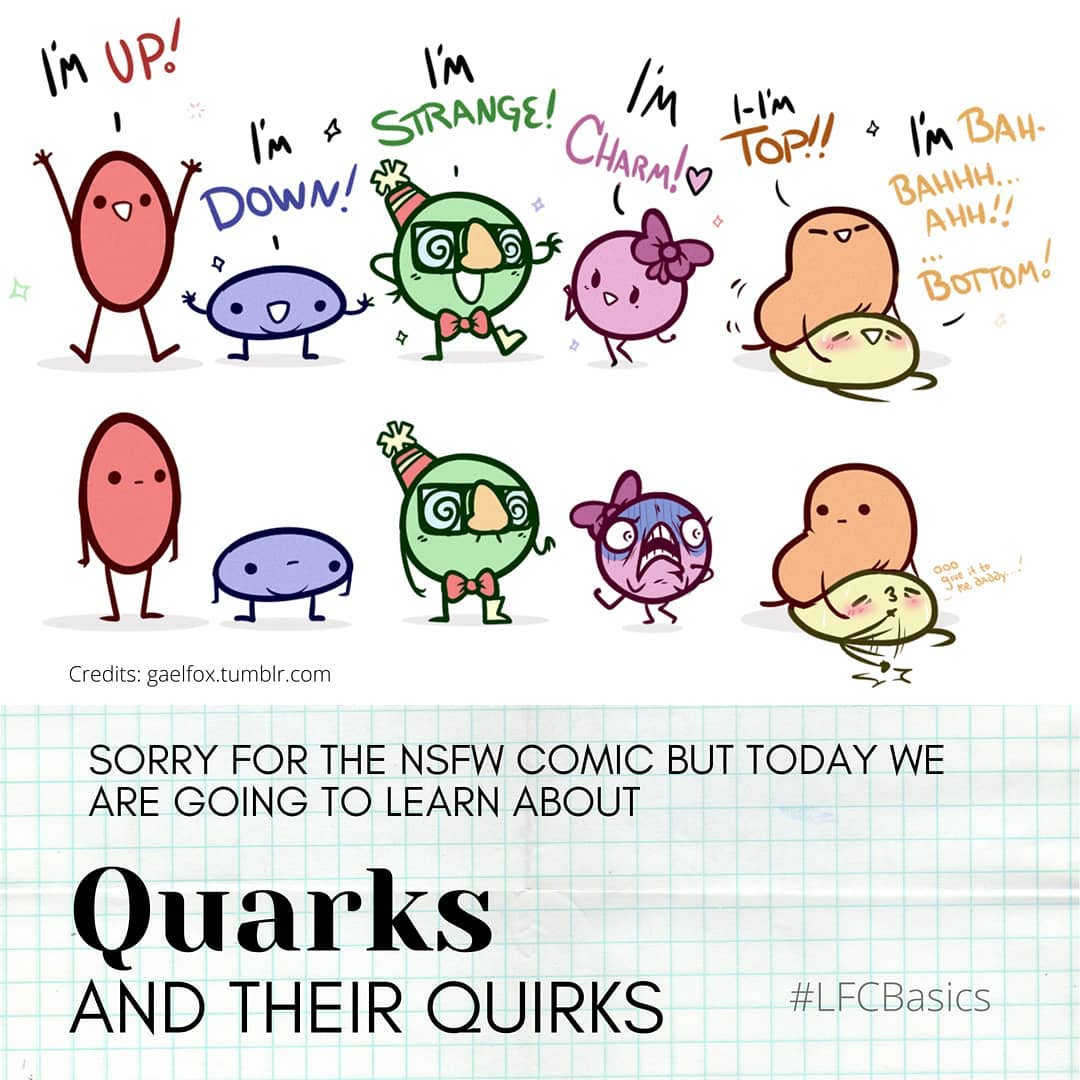 I'M UP!
I'M
DOWN!
I'M
STRANGE!
I'M
CHARM!
I-I'M
TOP!!
I'M BAH-
BAHHH...
AHH!!
...
BOTTOM!
ooo
give it to
me daddy...!
Credits: gaelfox.tumblr.com
SORRY FOR THE NSFW COMIC BUT TODAY WE
ARE GOING TO LEARN ABOUT
Quarks
AND THEIR QUIRKS
#LFCBasics